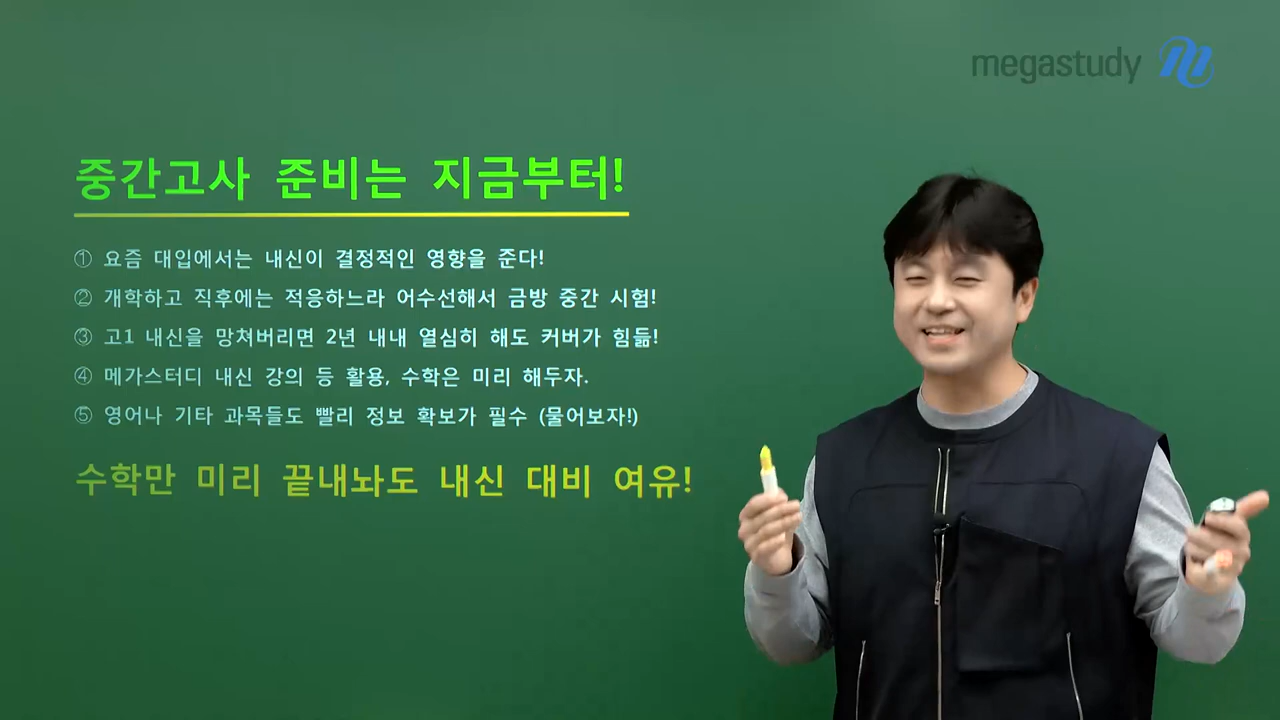 megastudy
중간고사 준비는 지금부터!
① 요즘 대입에서는 내신이 결정적인 영향을 준다!
② 개학하고 직후에는 적응하느라 어수선해서 금방 중간 시험!
③ 고1 내신을 망쳐버리면 2년 내내 열심히 해도 커버가 힘듦!
④ 메가스터디 내신 강의 등 활용, 수학은 미리 해두자.
⑤ 영어나 기타 과목들도 빨리 정보 확보가 필수 (물어보자!)
수학만 미리 끝내놔도 내신 대비 여유!